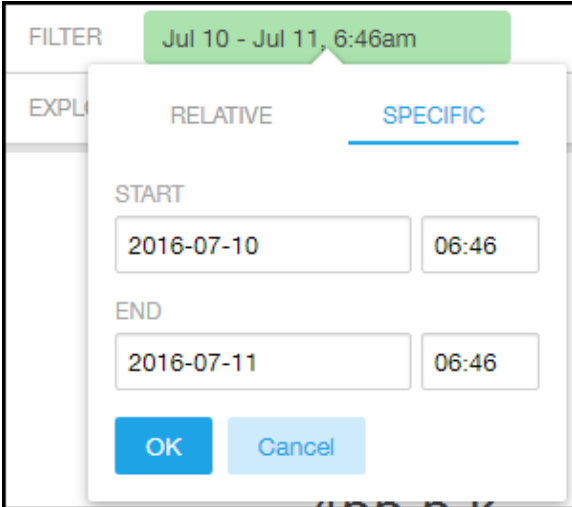 FILTER Jul 10 - Jul 11, 6:46am
EXPL
RELATIVE SPECIFIC
START
2016-07-10 06:46
END
2016-07-11 06:46
OK Cancel